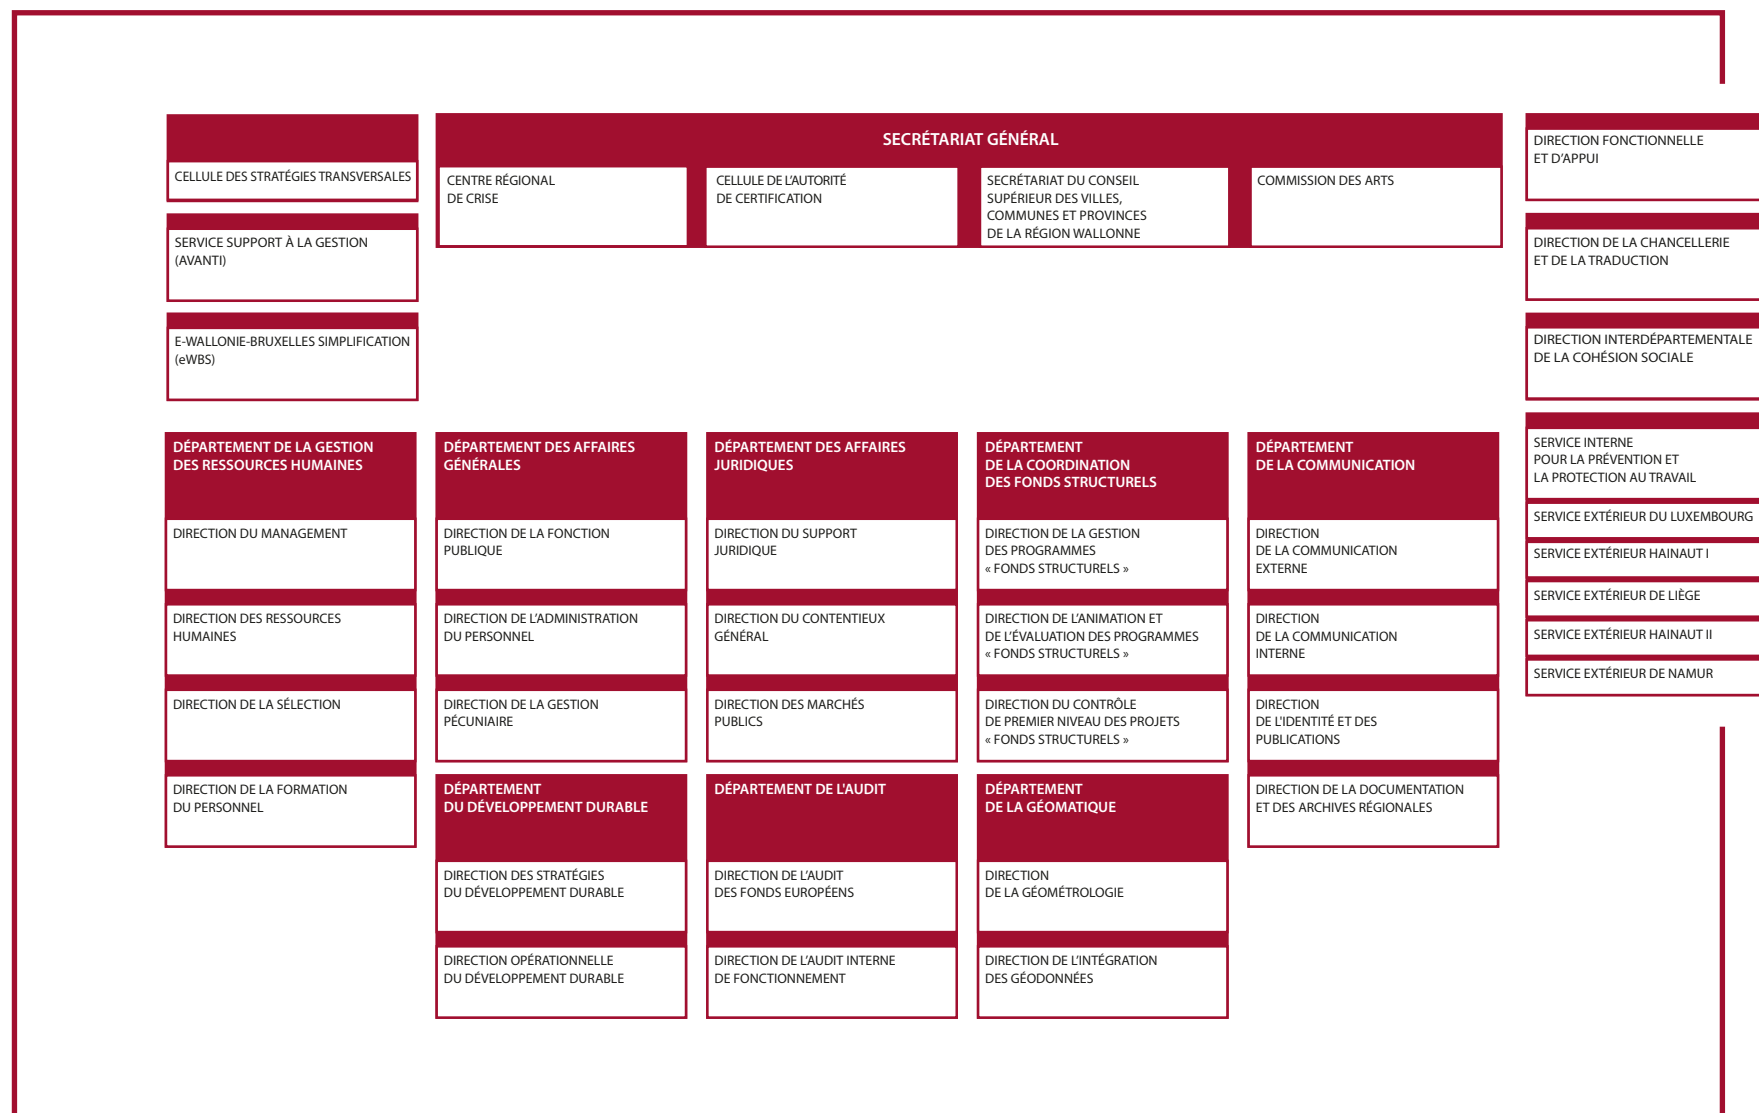 SECRÉTARIAT GÉNÉRAL
CELLULE DES STRATÉGIES TRANSVERSALES
SERVICE SUPPORT À LA GESTION
(AVANTI)
E-WALLONIE-BRUXELLES SIMPLIFICATION
(eWBS)
CENTRE RÉGIONAL
DE CRISE
CELLULE DE L'AUTORITÉ
DE CERTIFICATION
SECRÉTARIAT DU CONSEIL
SUPÉRIEUR DES VILLES,
COMMUNES ET PROVINCES
DE LA RÉGION WALLONNE
COMMISSION DES ARTS
DIRECTION FONCTIONNELLE
ET D'APPUI
DIRECTION DE LA CHANCELLERIE
ET DE LA TRADUCTION
DIRECTION INTERDÉPARTEMENTALE
DE LA COHÉSION SOCIALE
SERVICE INTERNE
POUR LA PRÉVENTION ET
LA PROTECTION AU TRAVAIL
SERVICE EXTÉRIEUR DU LUXEMBOURG
SERVICE EXTÉRIEUR HAINAUT I
SERVICE EXTÉRIEUR DE LIÈGE
SERVICE EXTÉRIEUR HAINAUT II
SERVICE EXTÉRIEUR DE NAMUR
DÉPARTEMENT DE LA GESTION
DES RESSOURCES HUMAINES
DIRECTION DU MANAGEMENT
DIRECTION DES RESSOURCES
HUMAINES
DIRECTION DE LA SÉLECTION
DIRECTION DE LA FORMATION
DU PERSONNEL
DÉPARTEMENT DES AFFAIRES
GÉNÉRALES
DIRECTION DE LA FONCTION
PUBLIQUE
DIRECTION DE L'ADMINISTRATION
DU PERSONNEL
DIRECTION DE LA GESTION
PÉCUNIAIRE
DÉPARTEMENT DES AFFAIRES
JURIDIQUES
DIRECTION DU SUPPORT
JURIDIQUE
DIRECTION DU CONTENTIEUX
GÉNÉRAL
DIRECTION DES MARCHÉS
PUBLICS
DÉPARTEMENT
DE LA COORDINATION
DES FONDS STRUCTURELS
DIRECTION DE LA GESTION
DES PROGRAMMES
« FONDS STRUCTURELS »
DIRECTION DE L'ANIMATION ET
DE L'ÉVALUATION DES PROGRAMMES
« FONDS STRUCTURELS »
DIRECTION DU CONTRÔLE
DE PREMIER NIVEAU DES PROJETS
« FONDS STRUCTURELS »
DÉPARTEMENT
DE LA COMMUNICATION
DIRECTION
DE LA COMMUNICATION
EXTERNE
DIRECTION
DE LA COMMUNICATION
INTERNE
DIRECTION
DE L'IDENTITÉ ET DES
PUBLICATIONS
DIRECTION DE LA DOCUMENTATION
ET DES ARCHIVES RÉGIONALES
DÉPARTEMENT
DU DÉVELOPPEMENT DURABLE
DIRECTION DES STRATÉGIES
DU DÉVELOPPEMENT DURABLE
DIRECTION OPÉRATIONNELLE
DU DÉVELOPPEMENT DURABLE
DÉPARTEMENT DE L'AUDIT
DIRECTION DE L'AUDIT
DES FONDS EUROPÉENS
DIRECTION DE L'AUDIT INTERNE
DE FONCTIONNEMENT
DÉPARTEMENT
DE LA GÉOMATIQUE
DIRECTION
DE LA GÉOMÉTROLOGIE
DIRECTION DE L'INTÉGRATION
DES GÉODONNÉES